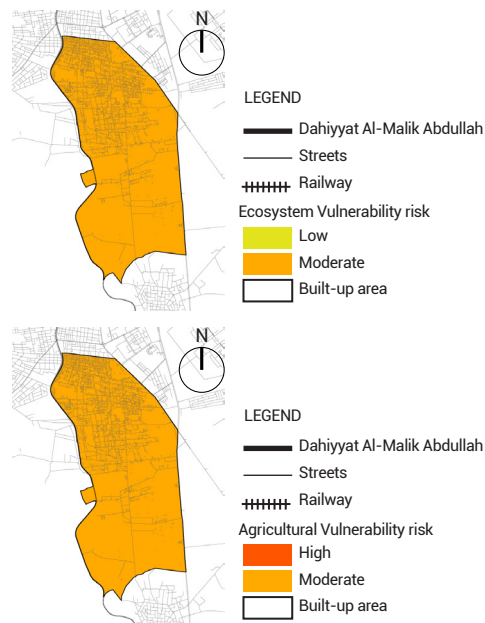 N
LEGEND
Dahiyyat Al-Malik Abdullah
Streets
Railway
Ecosystem Vulnerability risk
Low
Moderate
Built-up area
N
LEGEND
Dahiyyat Al-Malik Abdullah
Streets
Railway
Agricultural Vulnerability risk
High
Moderate
Built-up area